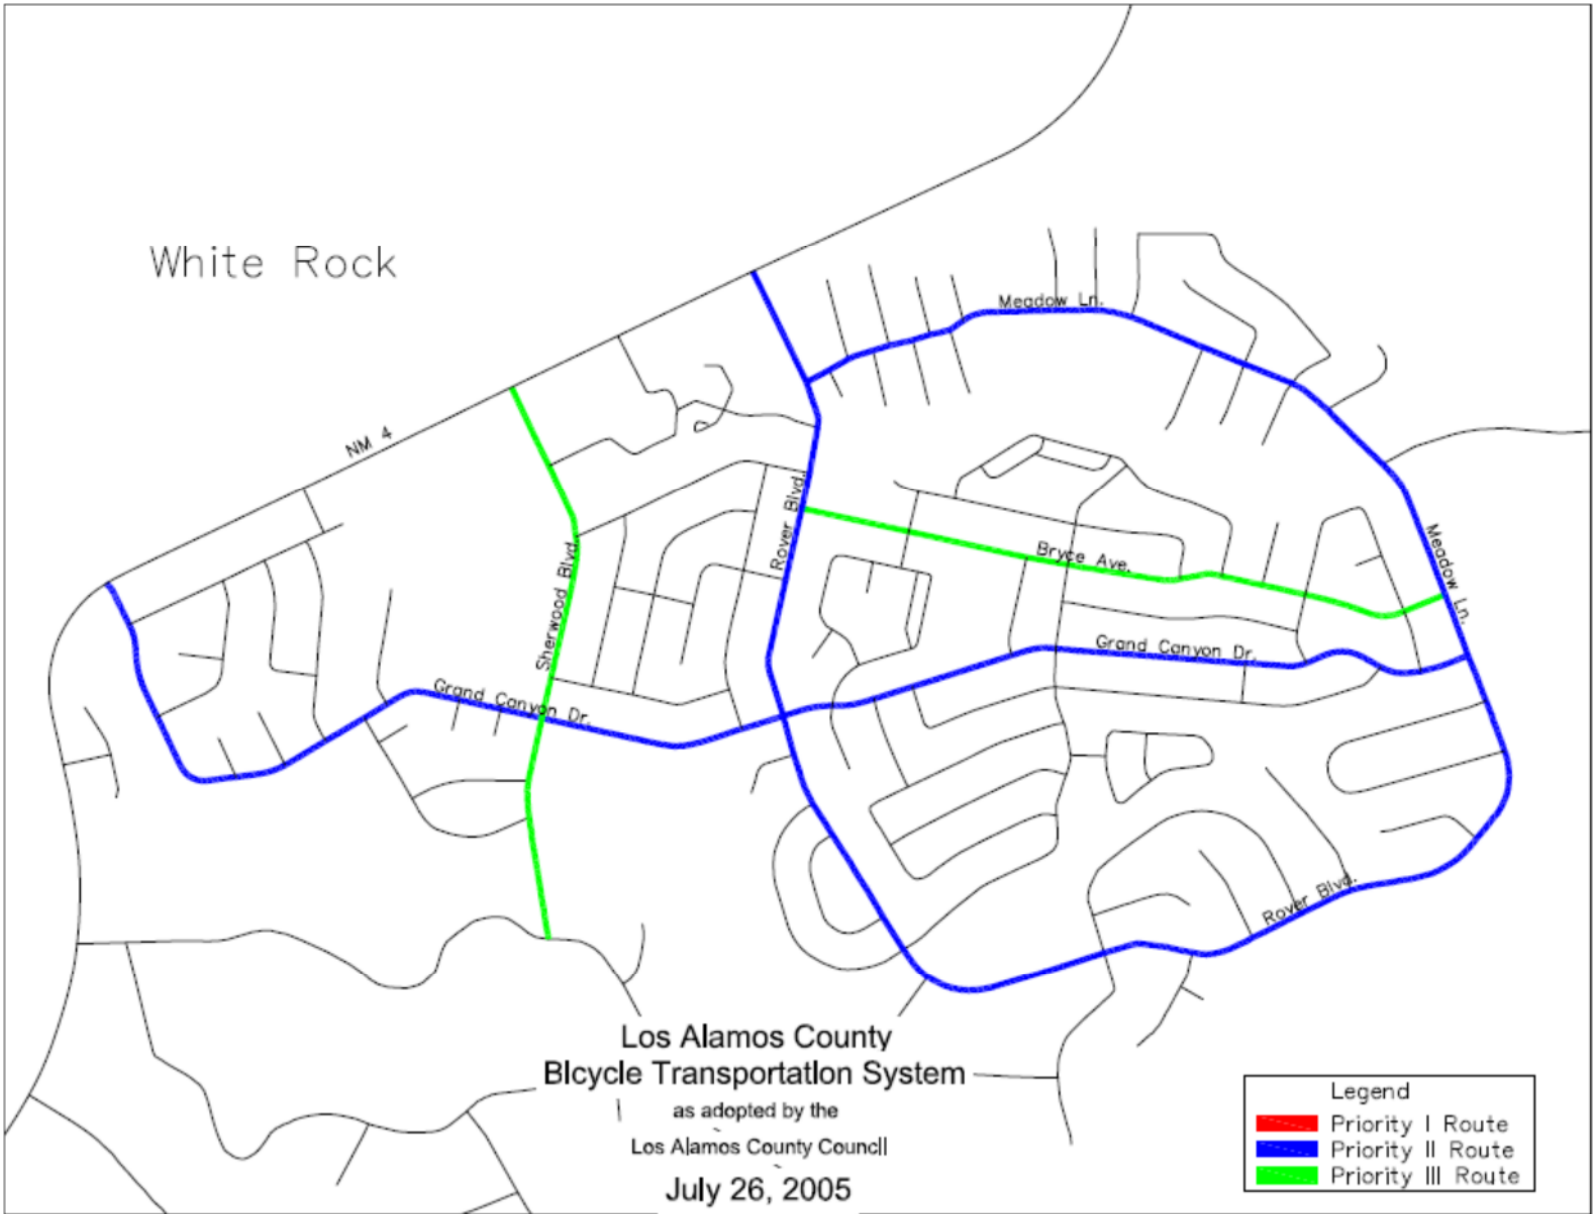 White Rock
Meadow Ln.
NM 4
Rover Blvd.
Meadow Ln.
Bryce Ave.
Sherwood Blvd.
Grand Canyon Dr.
Grand Canyon Dr.
Rover Blvd.
Los Alamos County
Bicycle Transportation System
as adopted by the
Los Alamos County Council
July 26, 2005
Legend
Priority I Route
Priority II Route
Priority III Route